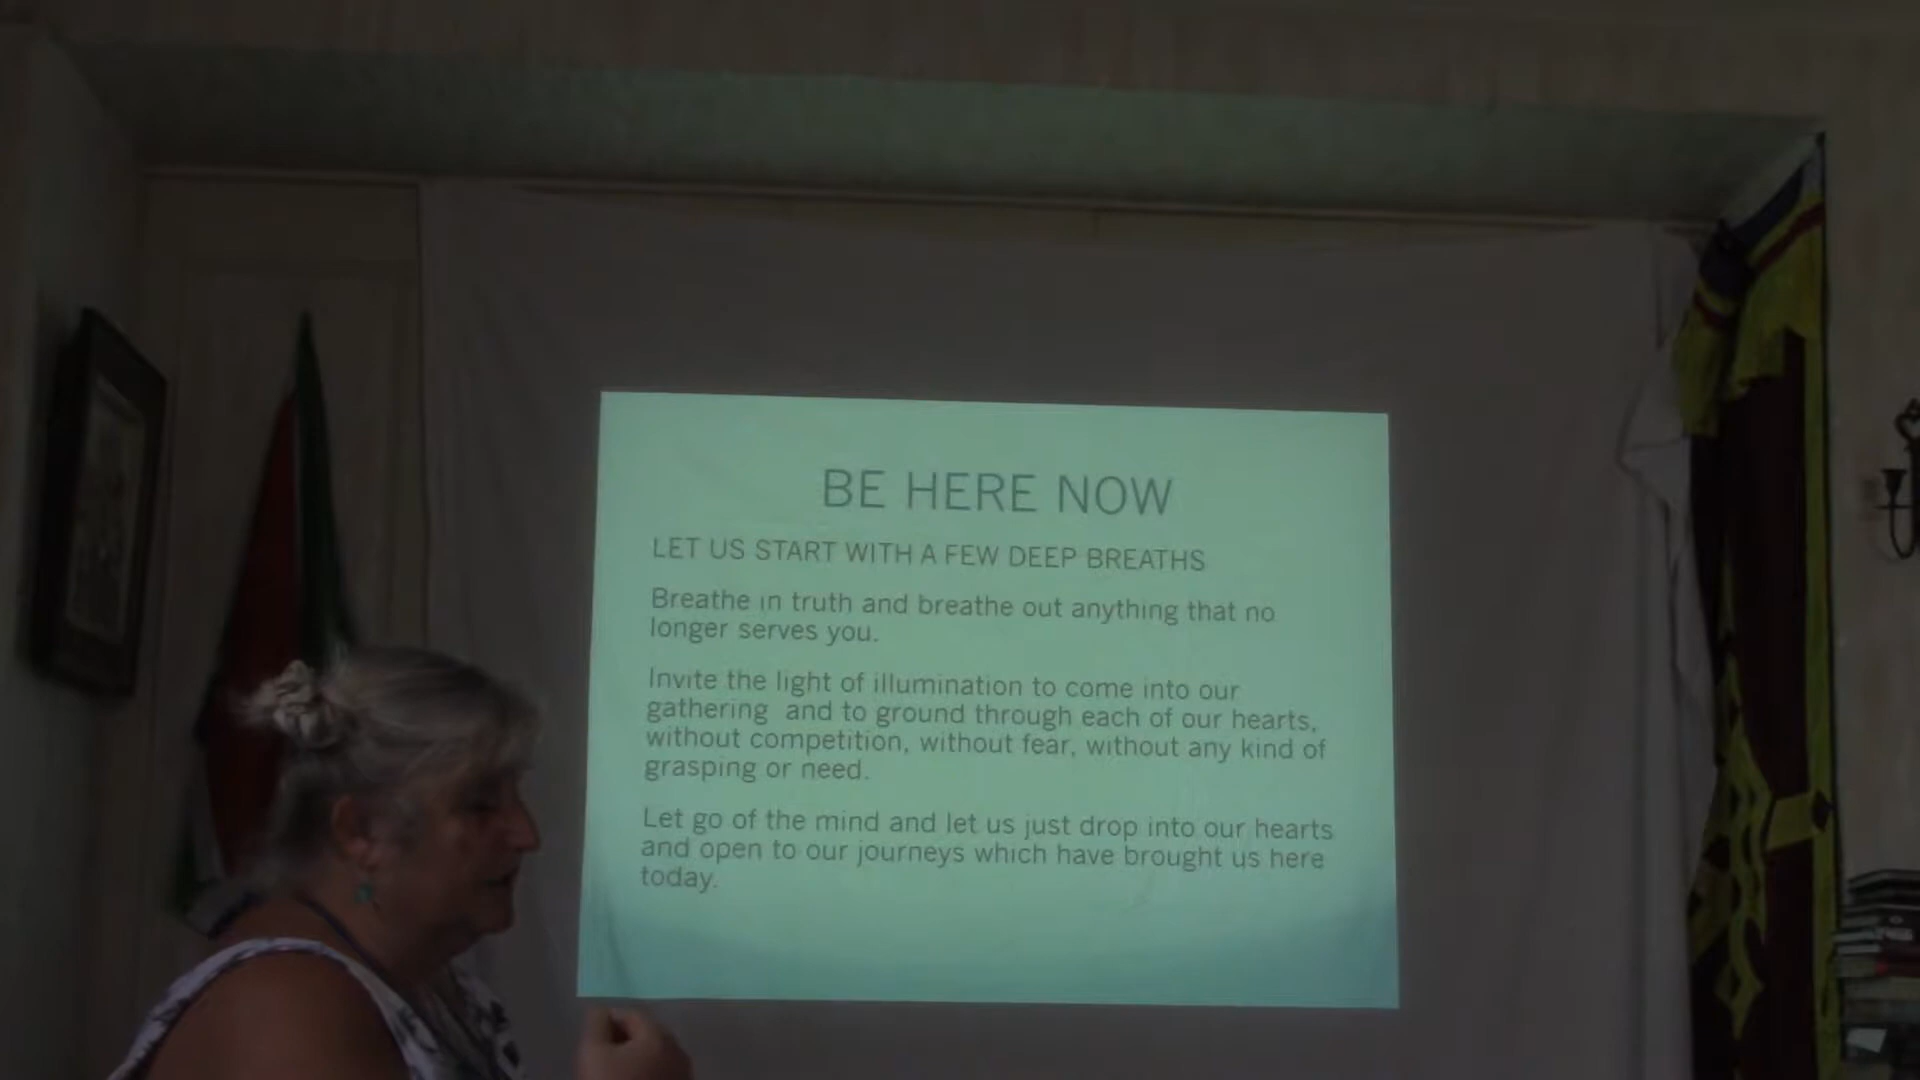 BE HERE NOW
LET US START WITH A FEW DEEP BREATHS
Breathe in truth and breathe out anything that no
longer serves you.
Invite the light of illumination to come into our
gathering and to ground through each of our hearts,
without competition, without fear, without any kind of
grasping or need.
Let go of the mind and let us just drop into our hearts
and open to our journeys which have brought us here
today.